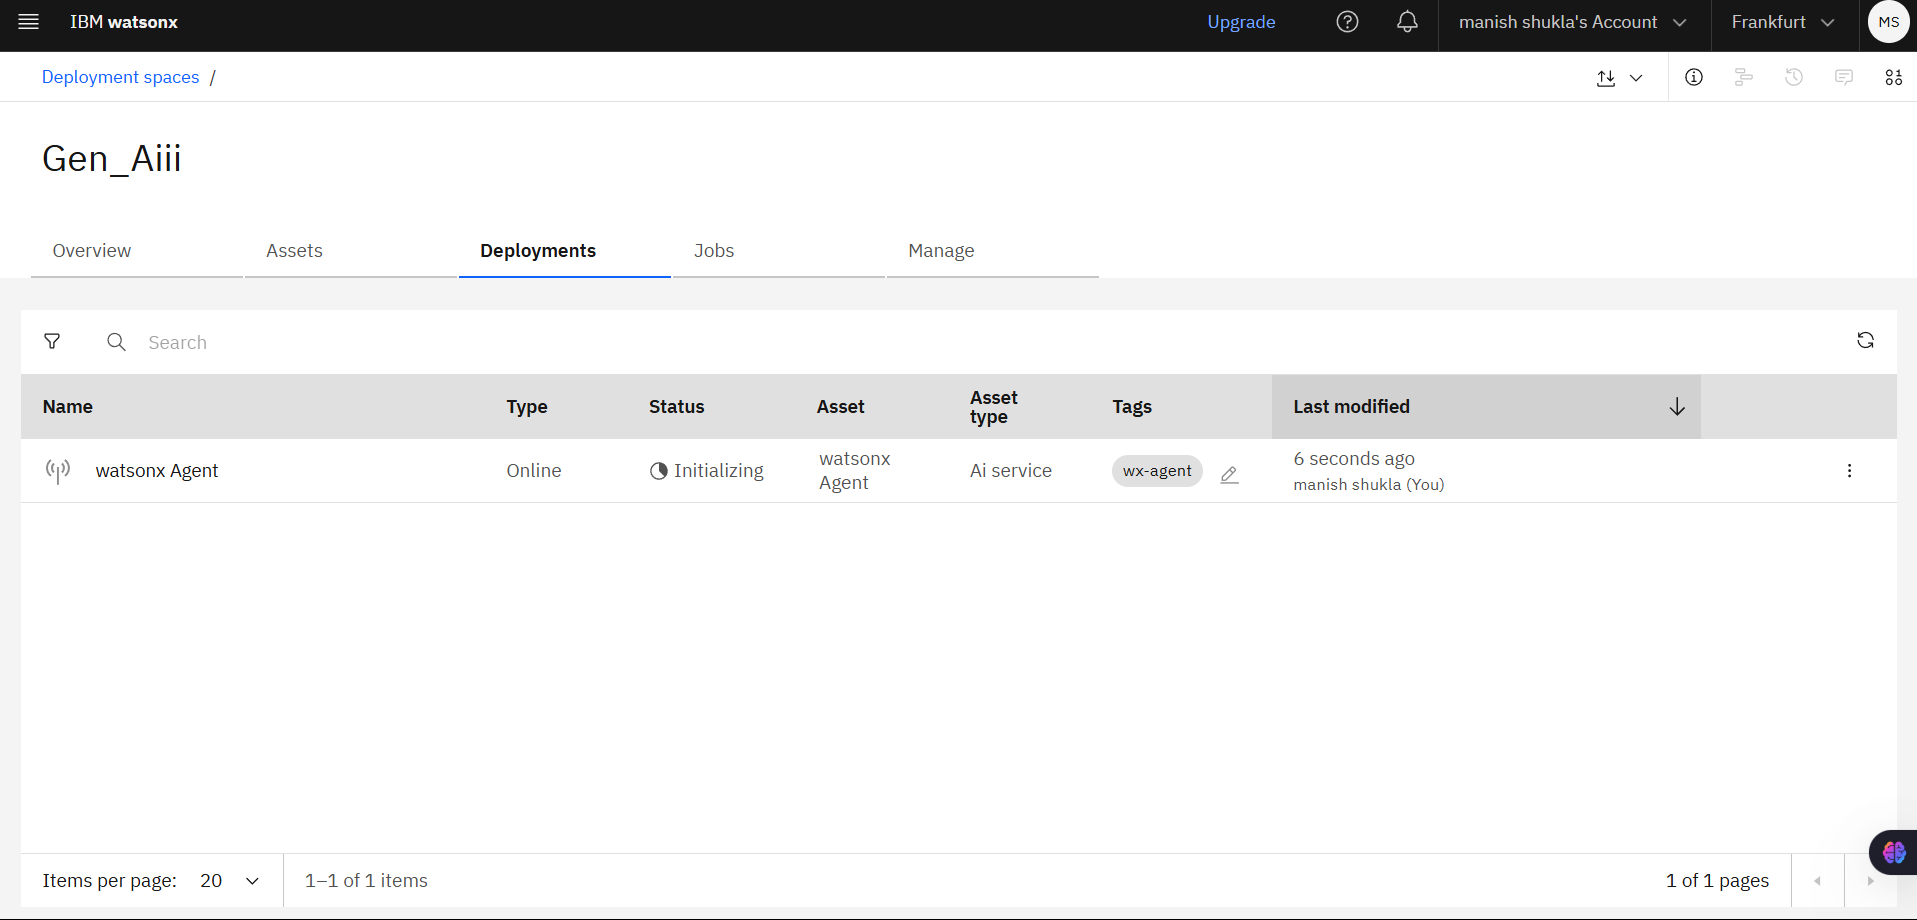 IBM watsonx
Upgrade
manish shukla's Account
Frankfurt
MS
Deployment spaces /
Gen_Aiii
Overview
Assets
Deployments
Jobs
Manage
Search
Name
Type
Status
Asset
Asset
type
Tags
Last modified
watsonx Agent
Online
Initializing
watsonx
Agent
Ai service
wx-agent
6 seconds ago
manish shukla (You)
Items per page: 20
1–1 of 1 items
1 of 1 pages